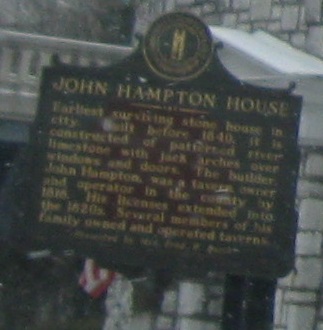 JOHN HAMPTON HOUSE
Earliest surviving stone house in
city. Built before 1840; it is
constructed of patterned river
limestone with jack arches over
windows and doors. The builder,
John Hampton, was a tavern owner
and operator in the county by
1818. His licenses extended into
the 1820s. Several members of his
family owned and operated taverns.